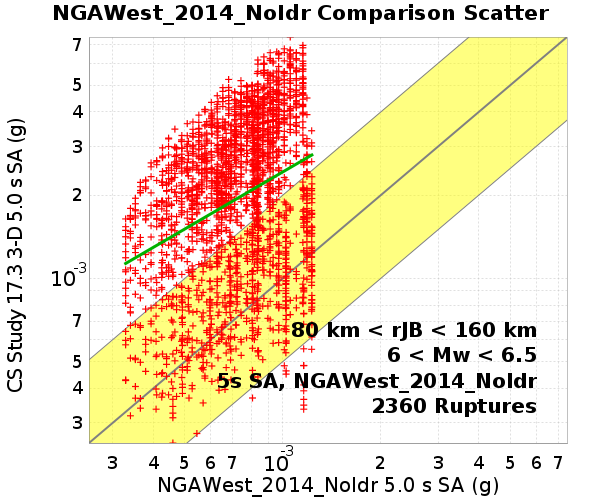 NGAWest_2014_NoIdr Comparison Scatter
CS Study 17.3 3-D 5.0 s SA (g)
7
5
4
3
2
10-3
7
5
4
3
80 km < rJB < 160 km
6 < Mw < 6.5
5s SA, NGAWest_2014_NoIdr
2360 Ruptures
3 4 5 6 7 10-3 2 3 4 5 6 7
NGAWest_2014_NoIdr 5.0 s SA (g)